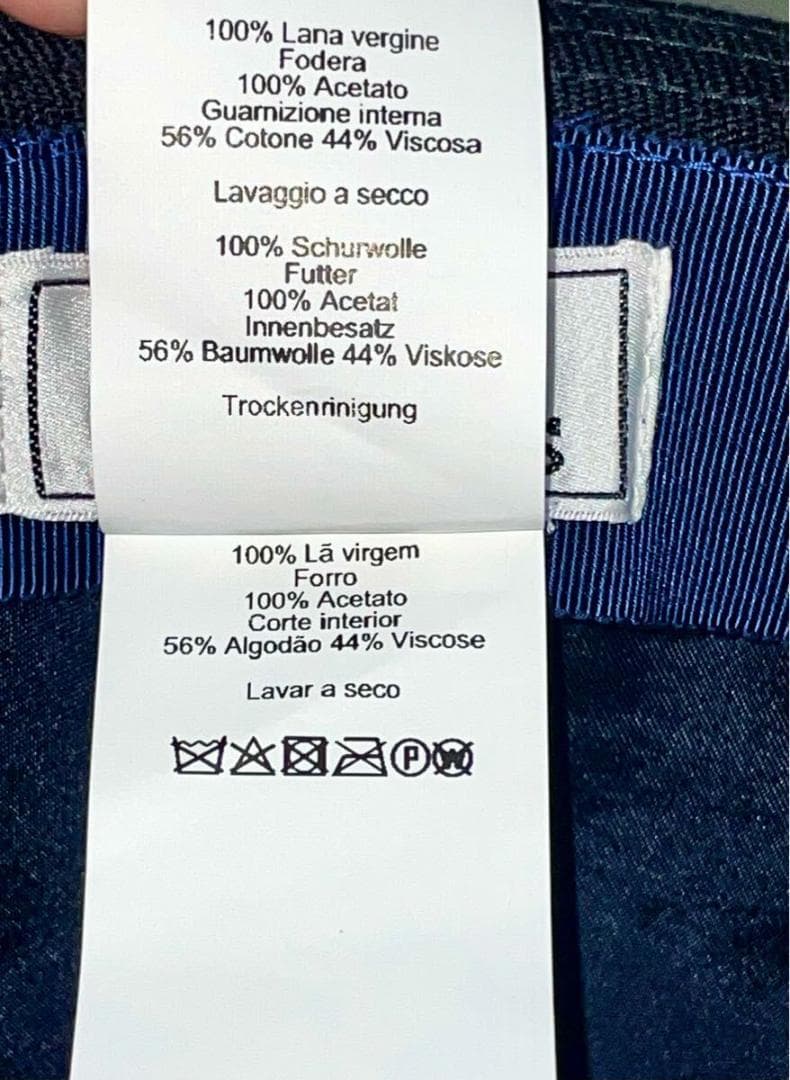 100% Lana vergine
Fodera
100% Acetato
Guarnizione interna
56% Cotone 44% Viscosa
Lavaggio a secco
100% Schurwolle
Futter
100% Acetat
Innenbesatz
56% Baumwolle 44% Viskose
Trockenrinigung
100% Lã virgem
Forro
100% Acetato
Corte interior
56% Algodão 44% Viscose
Lavar a seco
P W